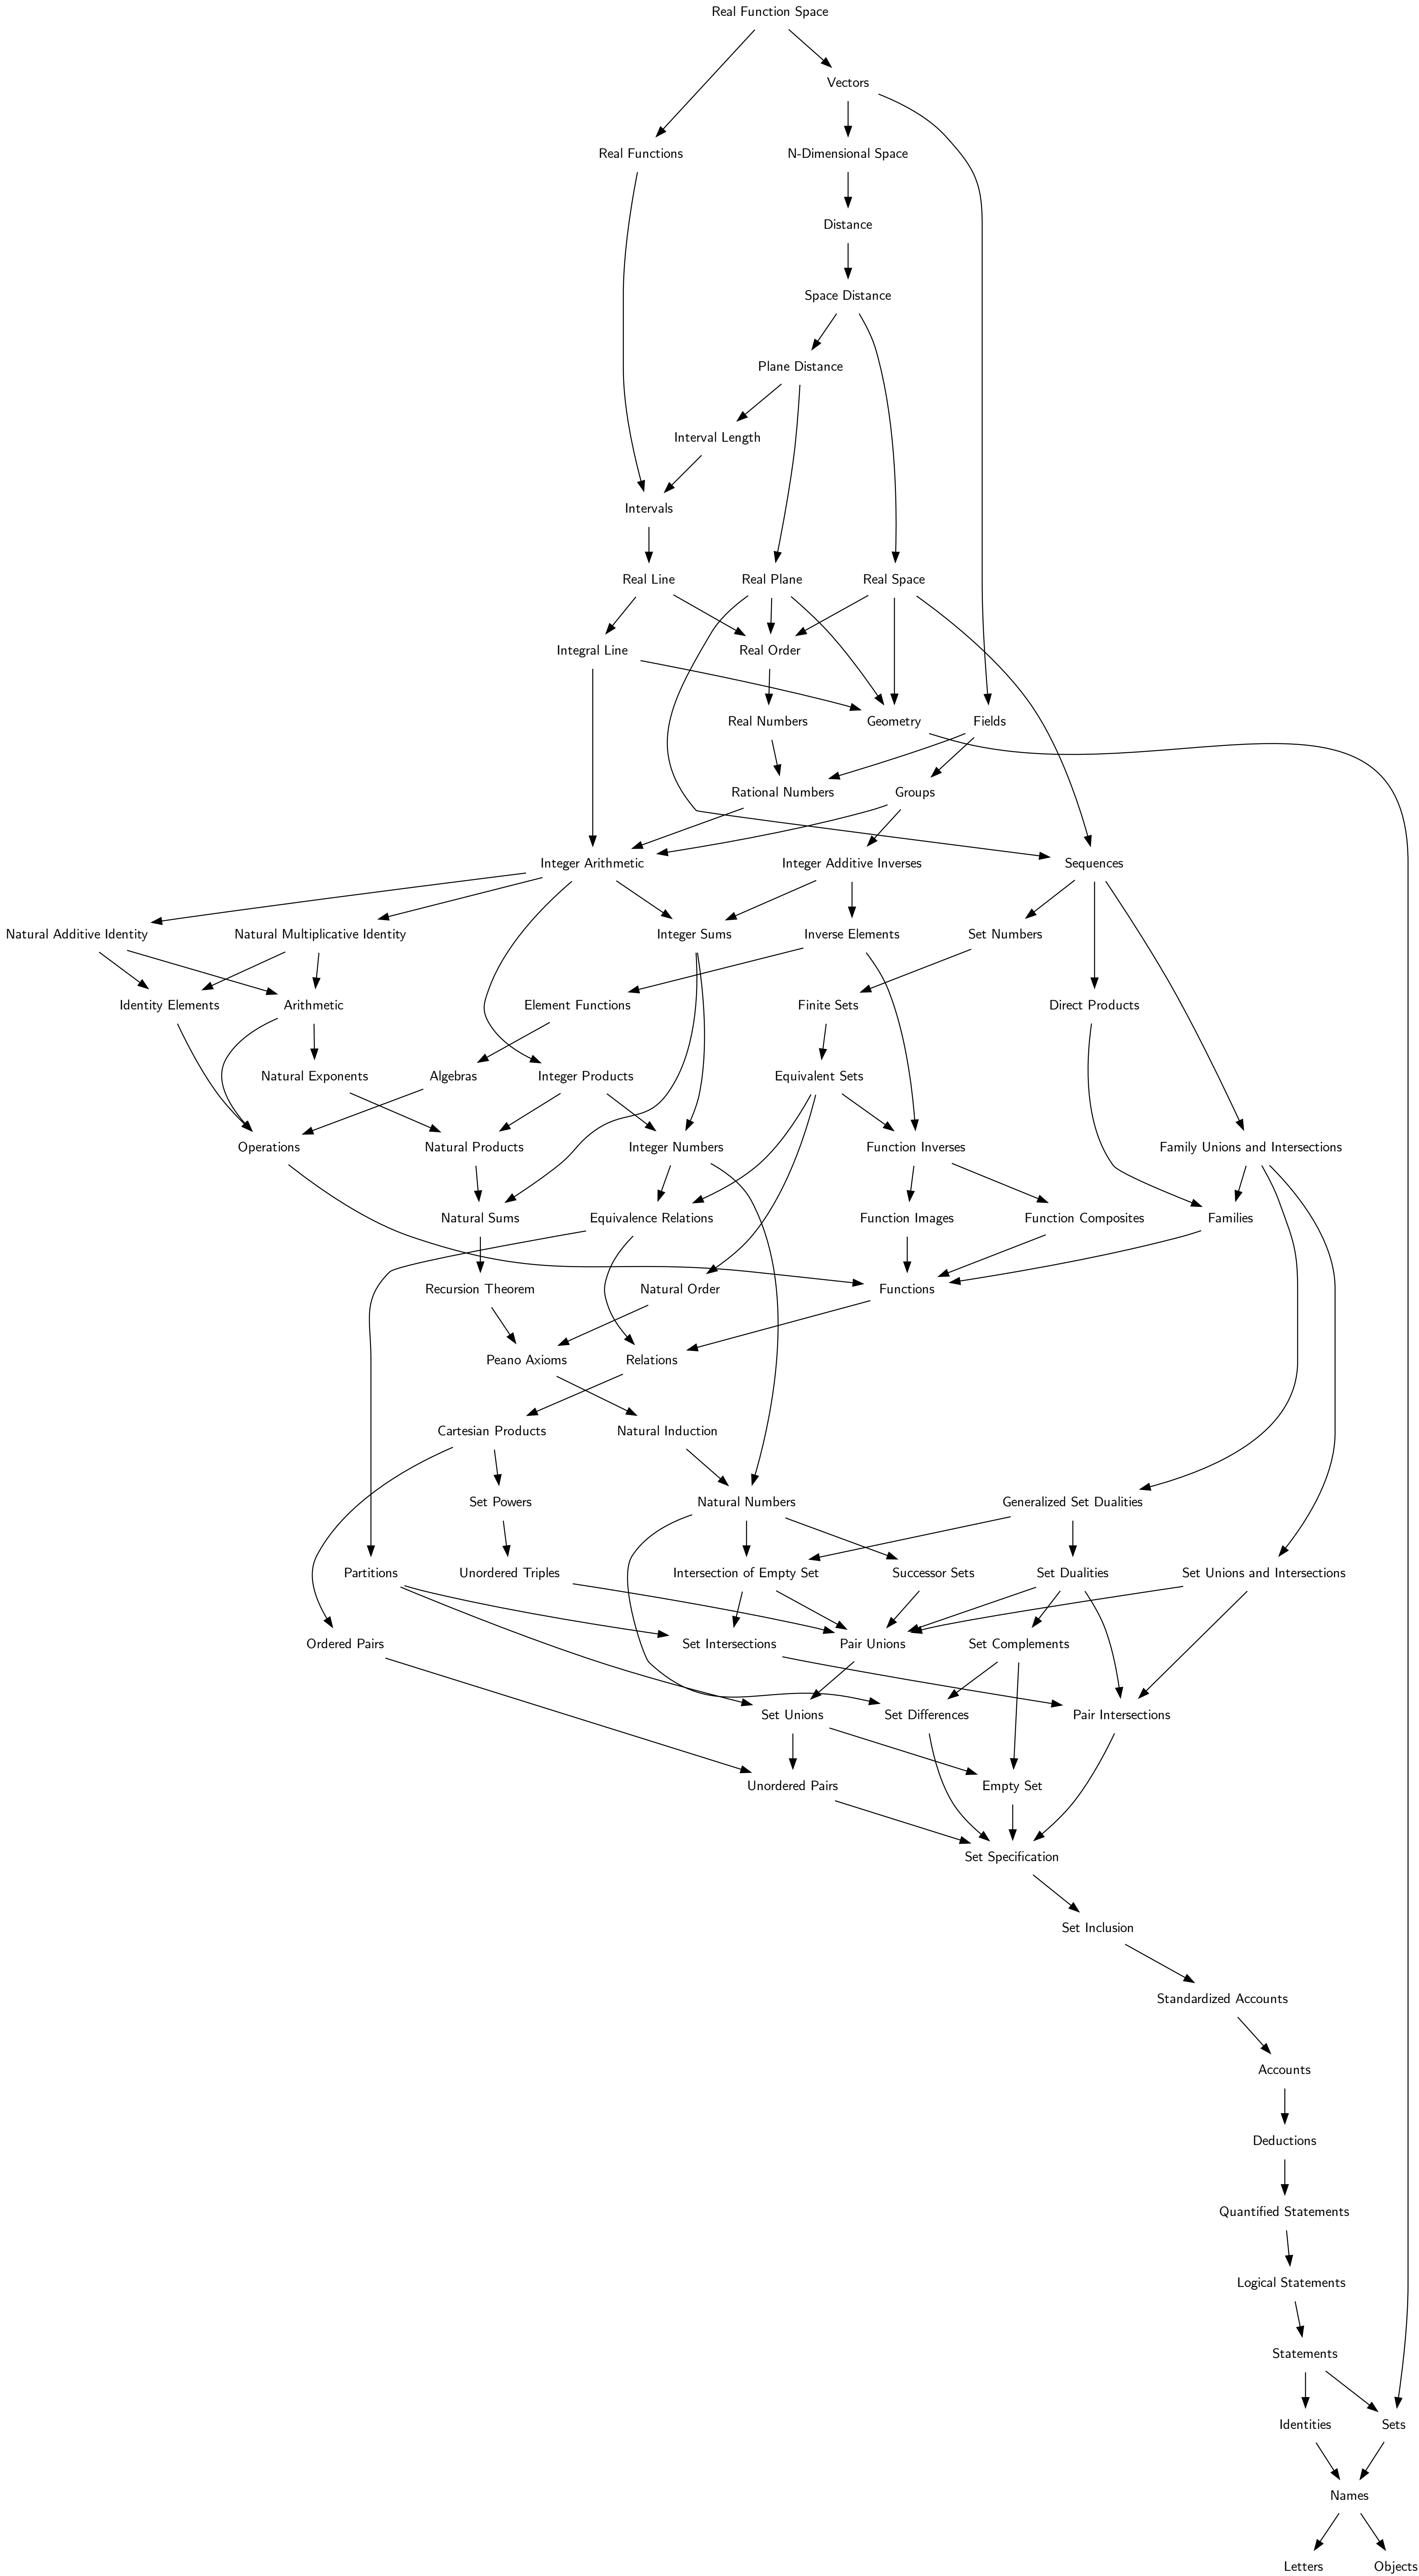 Real Function Space
Vectors
Real Functions
N-Dimensional Space
Distance
Space Distance
Plane Distance
Interval Length
Intervals
Real Line
Real Plane
Real Space
Integral Line
Real Order
Real Numbers
Geometry
Fields
Rational Numbers
Groups
Integer Arithmetic
Integer Additive Inverses
Sequences
Natural Additive Identity
Natural Multiplicative Identity
Integer Sums
Inverse Elements
Set Numbers
Identity Elements
Arithmetic
Element Functions
Finite Sets
Direct Products
Natural Exponents
Algebras
Integer Products
Equivalent Sets
Operations
Natural Products
Integer Numbers
Function Inverses
Family Unions and Intersections
Natural Sums
Equivalence Relations
Function Images
Function Composites
Families
Recursion Theorem
Natural Order
Functions
Peano Axioms
Relations
Cartesian Products
Natural Induction
Set Powers
Natural Numbers
Generalized Set Dualities
Partitions
Unordered Triples
Intersection of Empty Set
Successor Sets
Set Dualities
Set Unions and Intersections
Ordered Pairs
Set Intersections
Pair Unions
Set Complements
Set Unions
Set Differences
Pair Intersections
Unordered Pairs
Empty Set
Set Specification
Set Inclusion
Standardized Accounts
Accounts
Deductions
Quantified Statements
Logical Statements
Statements
Identities
Sets
Names
Letters
Objects